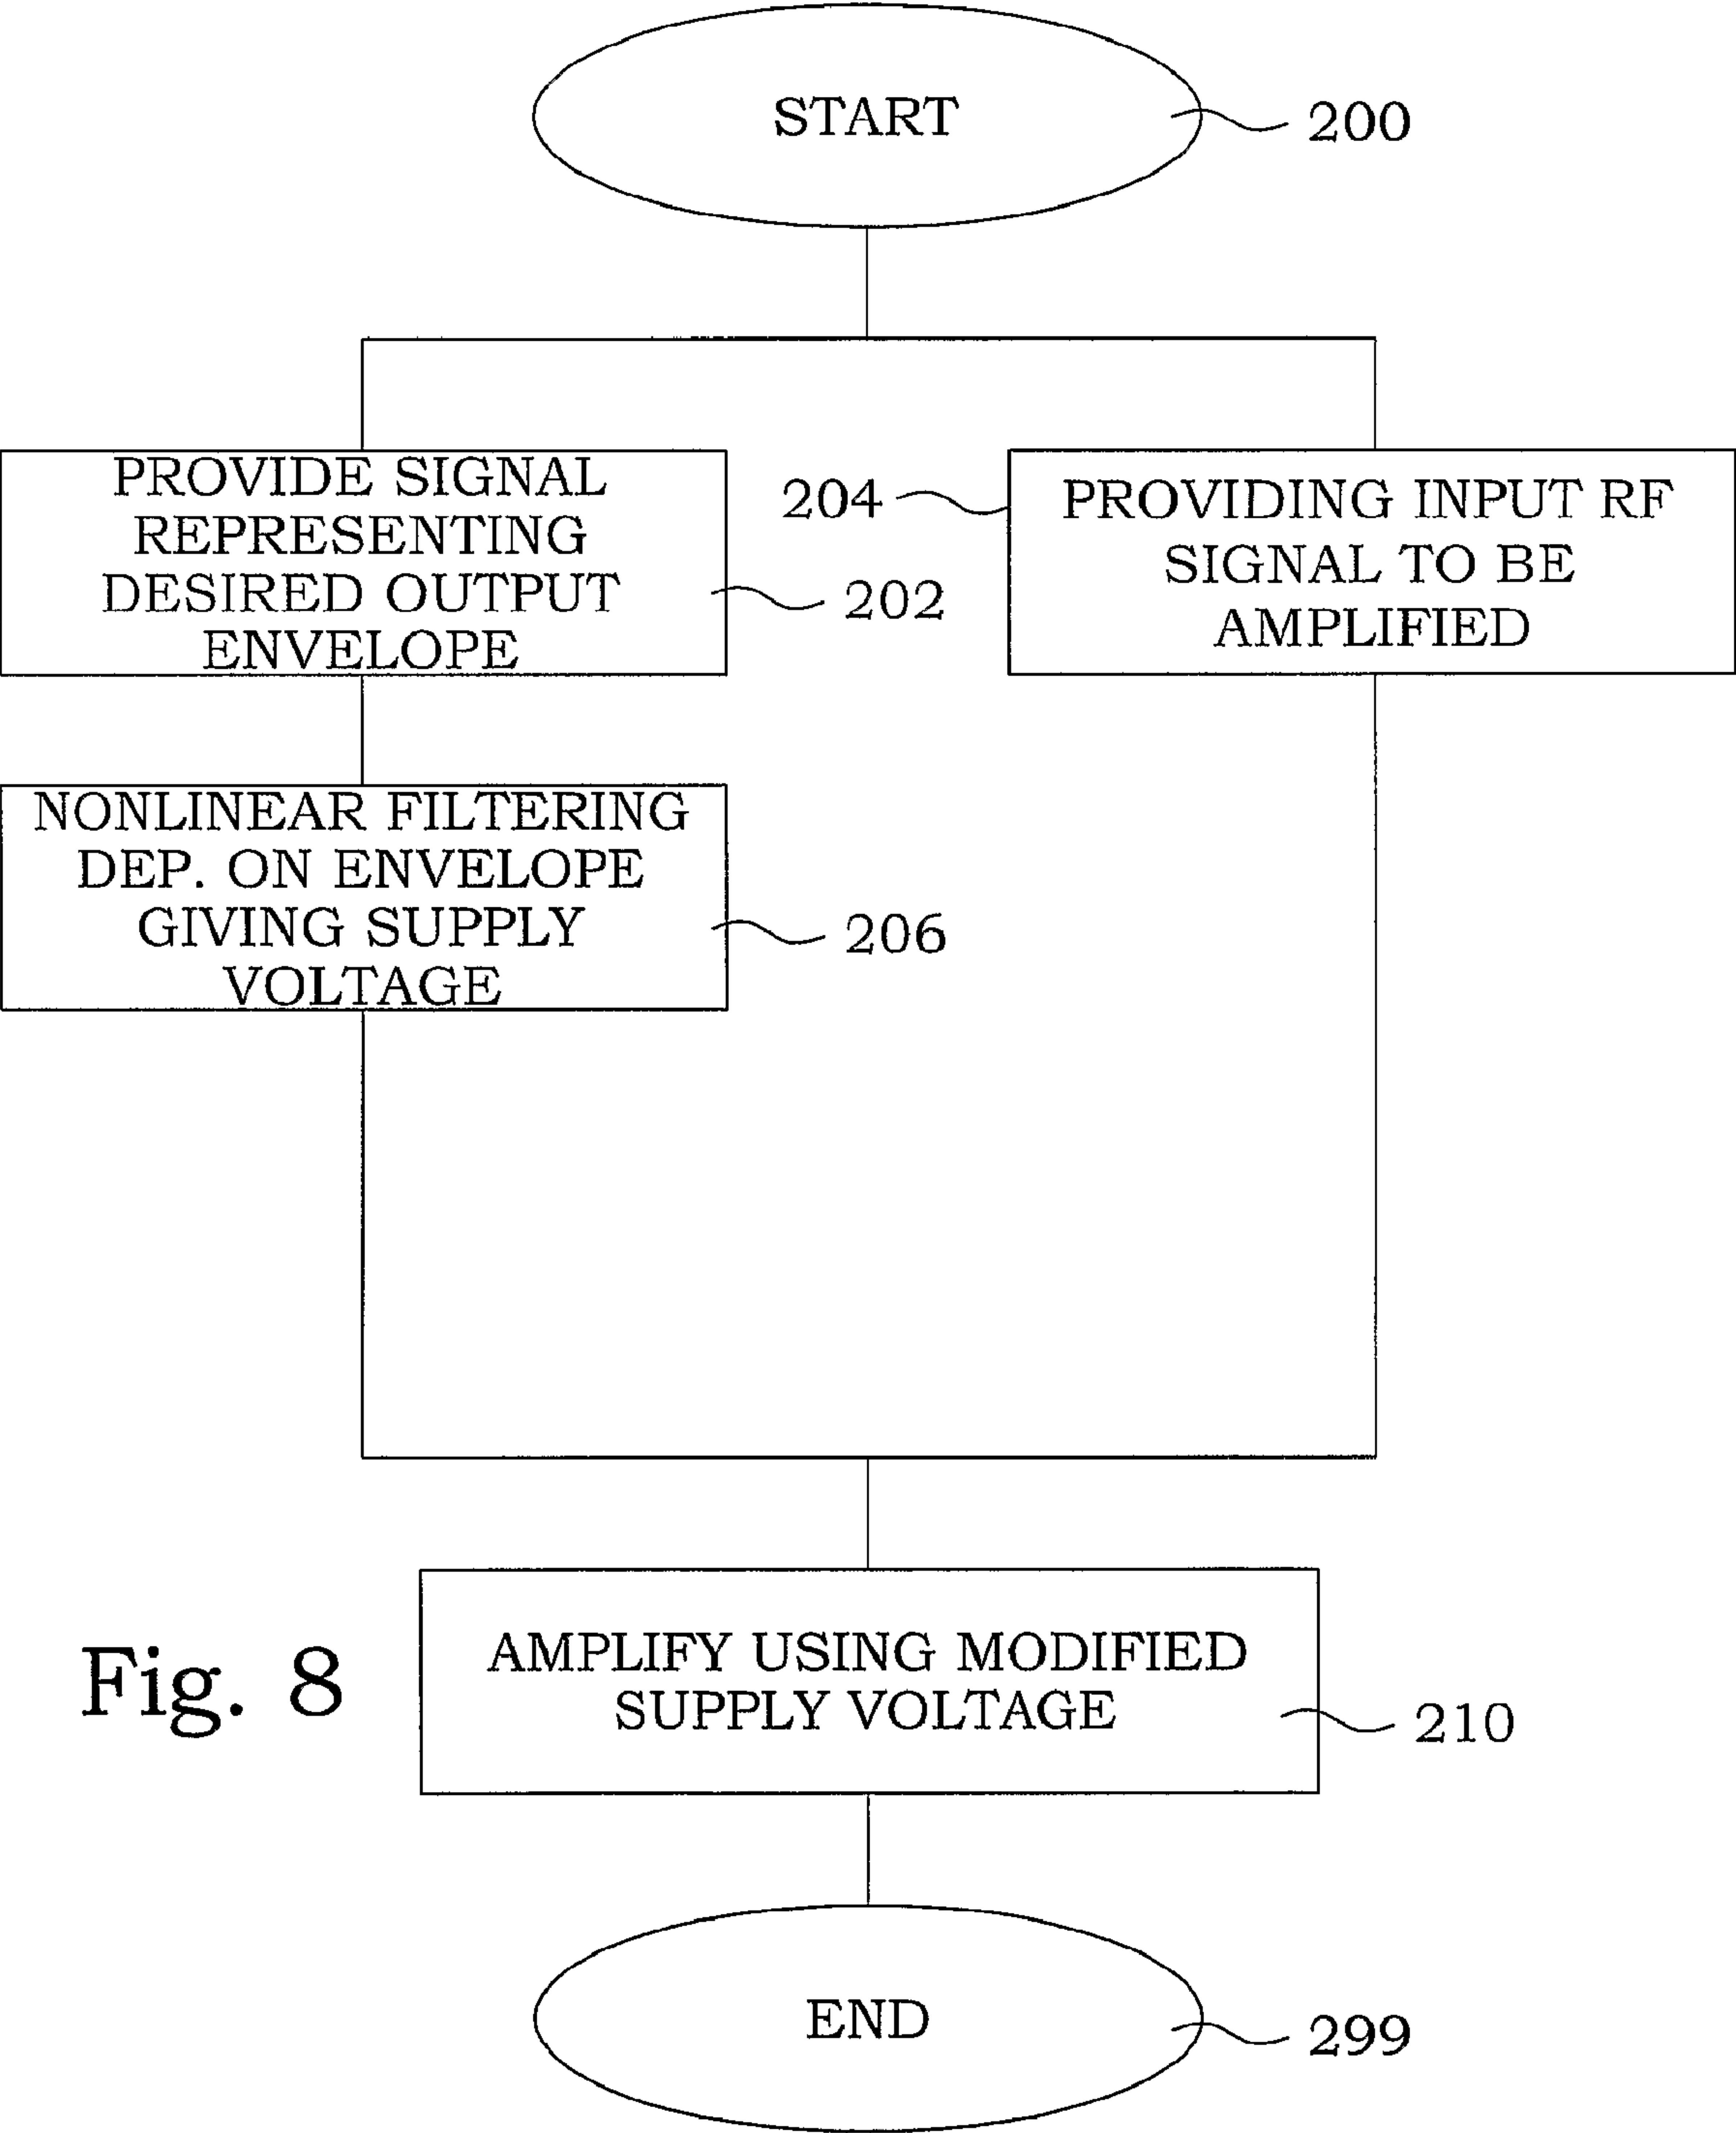 START
200
PROVIDE SIGNAL
REPRESENTING
DESIRED OUTPUT
ENVELOPE
202
204
PROVIDING INPUT RF
SIGNAL TO BE
AMPLIFIED
NONLINEAR FILTERING
DEP. ON ENVELOPE
GIVING SUPPLY
VOLTAGE
206
Fig. 8
AMPLIFY USING MODIFIED
SUPPLY VOLTAGE
210
END
299